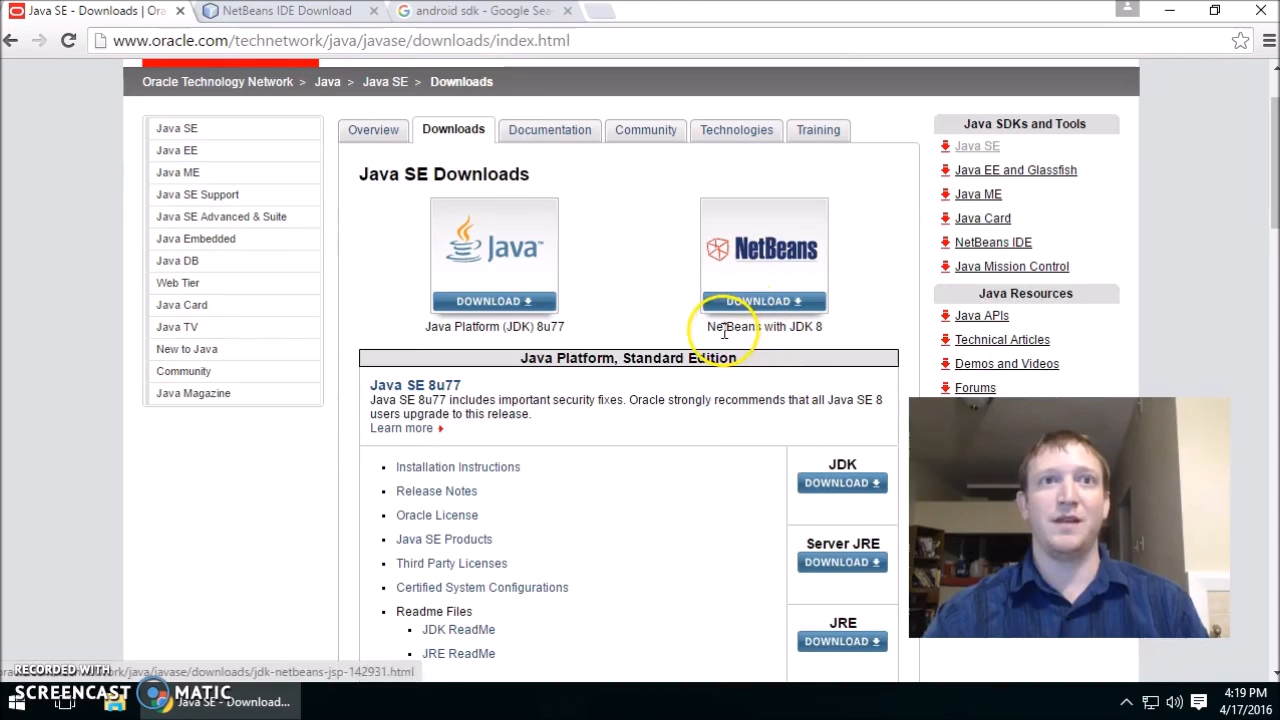 Java SE - Downloads | Ora
NetBeans IDE Download
android sdk - Google Sea
www.oracle.com/technetwork/java/javase/downloads/index.html
Oracle Technology Network > Java > Java SE > Downloads
Java SE
Java EE
Java ME
Java SE Support
Java SE Advanced & Suite
Java Embedded
Java DB
Web Tier
Java Card
Java TV
New to Java
Community
Java Magazine
Overview
Downloads
Documentation
Community
Technologies
Training
Java SE Downloads
Java™
DOWNLOAD
Java Platform (JDK) 8u77
NetBeans
DOWNLOAD
NetBeans with JDK 8
Java Platform, Standard Edition
Java SE 8u77
Java SE 8u77 includes important security fixes. Oracle strongly recommends that all Java SE 8
users upgrade to this release.
Learn more
Installation Instructions
Release Notes
Oracle License
Java SE Products
Third Party Licenses
Certified System Configurations
Readme Files
JDK ReadMe
JRE ReadMe
JDK
DOWNLOAD
Server JRE
DOWNLOAD
JRE
DOWNLOAD
Java SDKs and Tools
Java SE
Java EE and Glassfish
Java ME
Java Card
NetBeans IDE
Java Mission Control
Java Resources
Java APIs
Technical Articles
Demos and Videos
Forums
work/java/javase/downloads/jdk-netbeans-jsp-142931.html
RECORDED WITH
SCREENCAST MATIC
Java SE - Download...
4:19 PM
4/17/2016